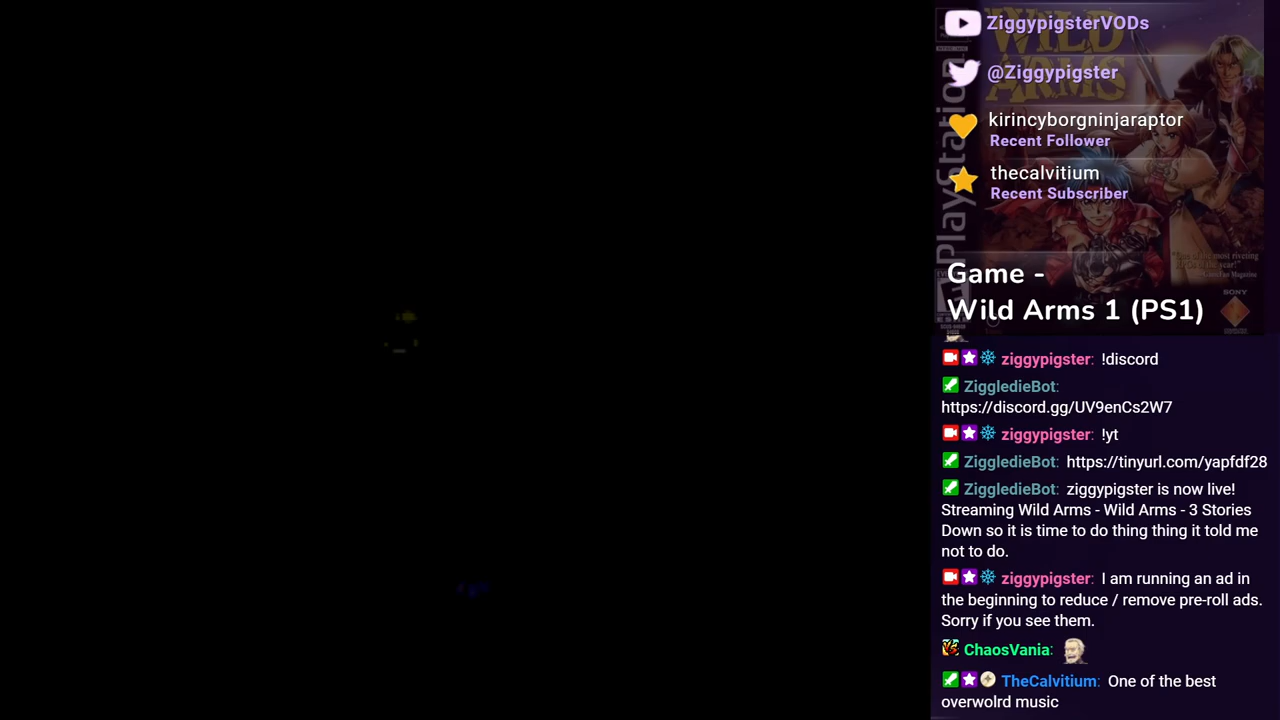 ZiggypigsterVODs
@Ziggypigster
kirincyborgninjaraptor
Recent Follower
thecalvitium
Recent Subscriber
WILD
ARMS
PlayStation
SONY
Game -
Wild Arms 1 (PS1)
ziggypigster: !discord
ZiggledieBot:
https://discord.gg/UV9enCs2W7
ziggypigster: !yt
ZiggledieBot: https://tinyurl.com/yapfdf28
ZiggledieBot: ziggypigster is now live!
Streaming Wild Arms - Wild Arms - 3 Stories
Down so it is time to do thing thing it told me
not to do.
ziggypigster: I am running an ad in
the beginning to reduce / remove pre-roll ads.
Sorry if you see them.
ChaosVania:
TheCalvitium: One of the best
overwolrd music